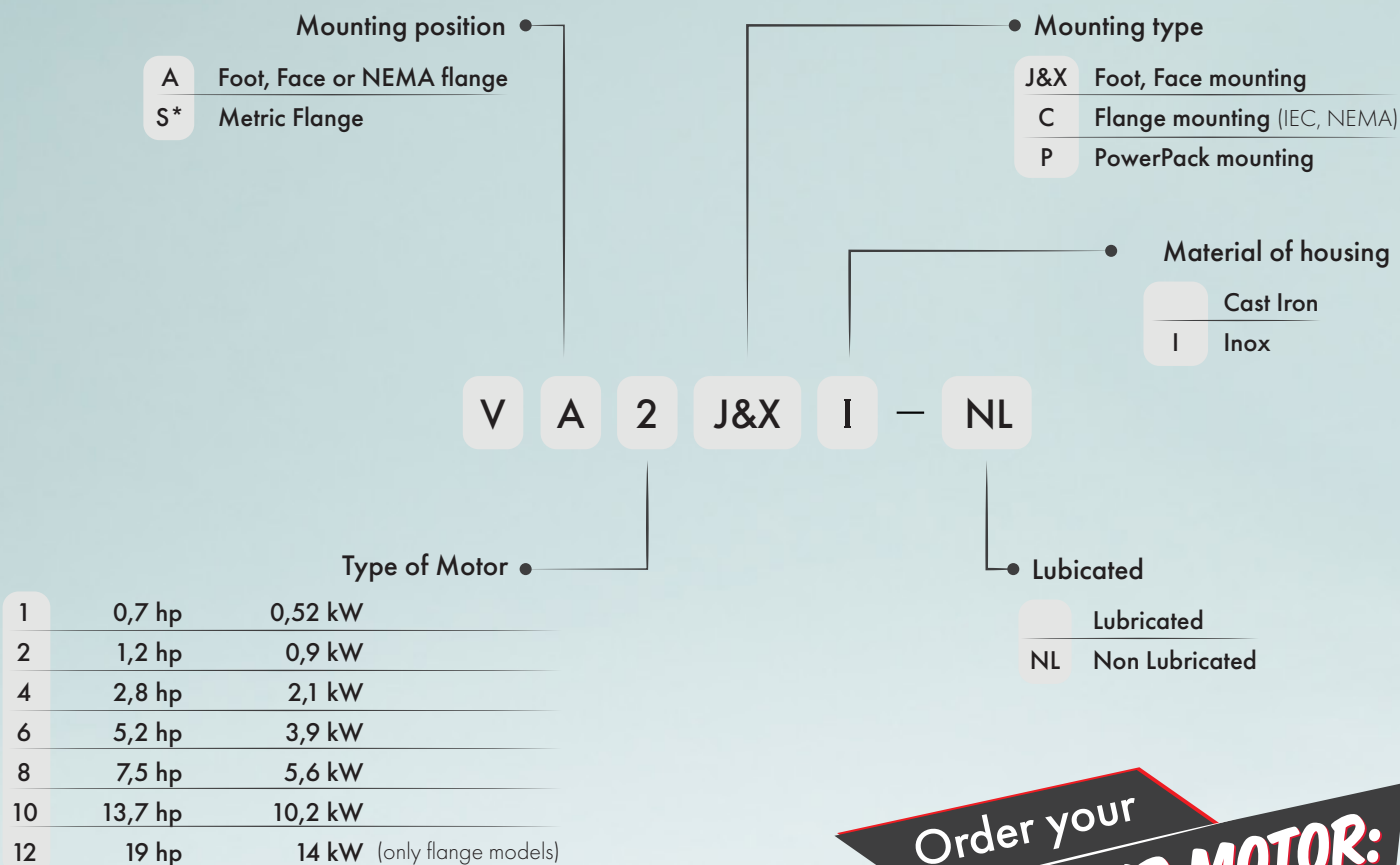 Mounting position
A Foot, Face or NEMA flange
S* Metric Flange
Mounting type
J&X Foot, Face mounting
C Flange mounting (IEC, NEMA)
P PowerPack mounting
Material of housing
Cast Iron
I Inox
V A 2 J&X I – NL
Type of Motor
1 0,7 hp 0,52 kW
2 1,2 hp 0,9 kW
4 2,8 hp 2,1 kW
6 5,2 hp 3,9 kW
8 7,5 hp 5,6 kW
10 13,7 hp 10,2 kW
12 19 hp 14 kW (only flange models)
Lubicated
Lubricated
NL Non Lubricated
Order your
MOTOR: